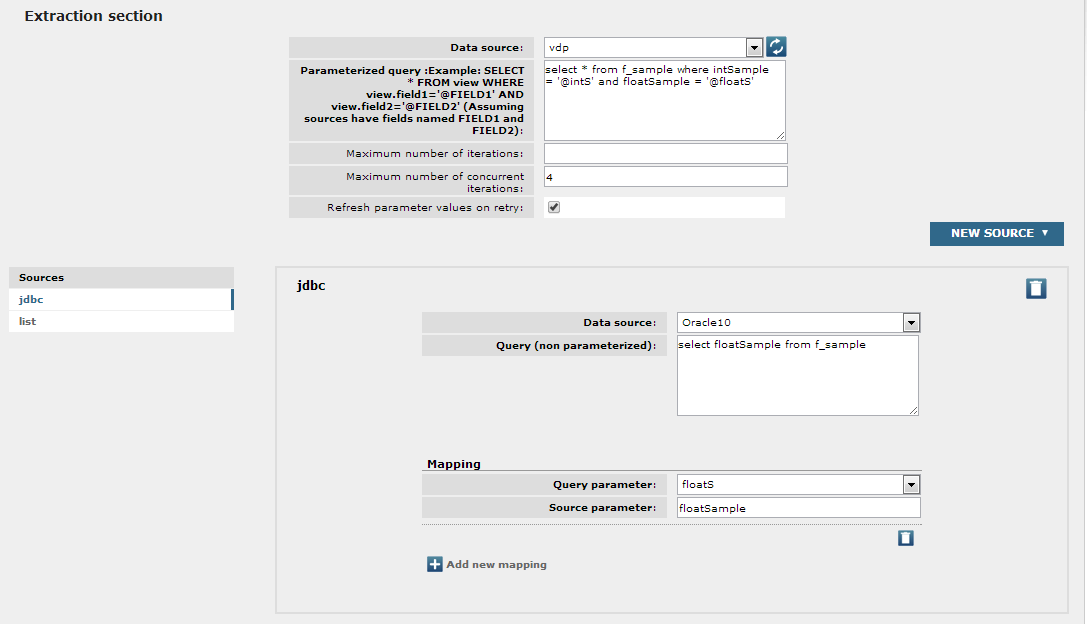 Extraction section
Data source:
vdp
Parameterized query :Example: SELECT
* FROM view WHERE
view.field1='@FIELD1' AND
view.field2='@FIELD2' (Assuming
sources have fields named FIELD1 and
FIELD2):
select * from f_sample where intSample
= '@intS' and floatSample = '@floatS'
Maximum number of iterations:
Maximum number of concurrent
iterations:
4
Refresh parameter values on retry:
NEW SOURCE ▼
Sources
jdbc
list
jdbc
Data source:
Oracle10
Query (non parameterized):
select floatSample from f_sample
Mapping
Query parameter:
floatS
Source parameter:
floatSample
Add new mapping